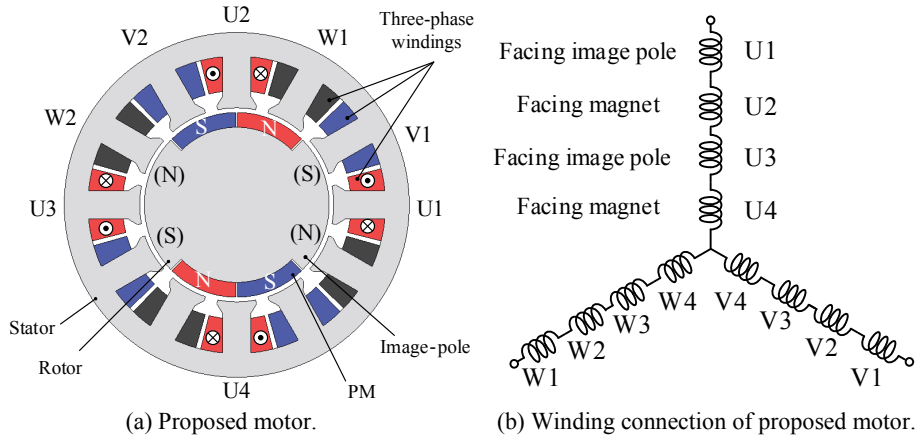 U2
V2
W1
Three-phase
windings
W2
V1
S
N
(N)
(S)
U3
U1
(S)
(N)
N
S
Stator
Rotor
Image-pole
U4
PM
(a) Proposed motor.
Facing image pole
U1
Facing magnet
U2
Facing image pole
U3
Facing magnet
U4
W4
V4
W3
V3
W2
V2
W1
V1
(b) Winding connection of proposed motor.